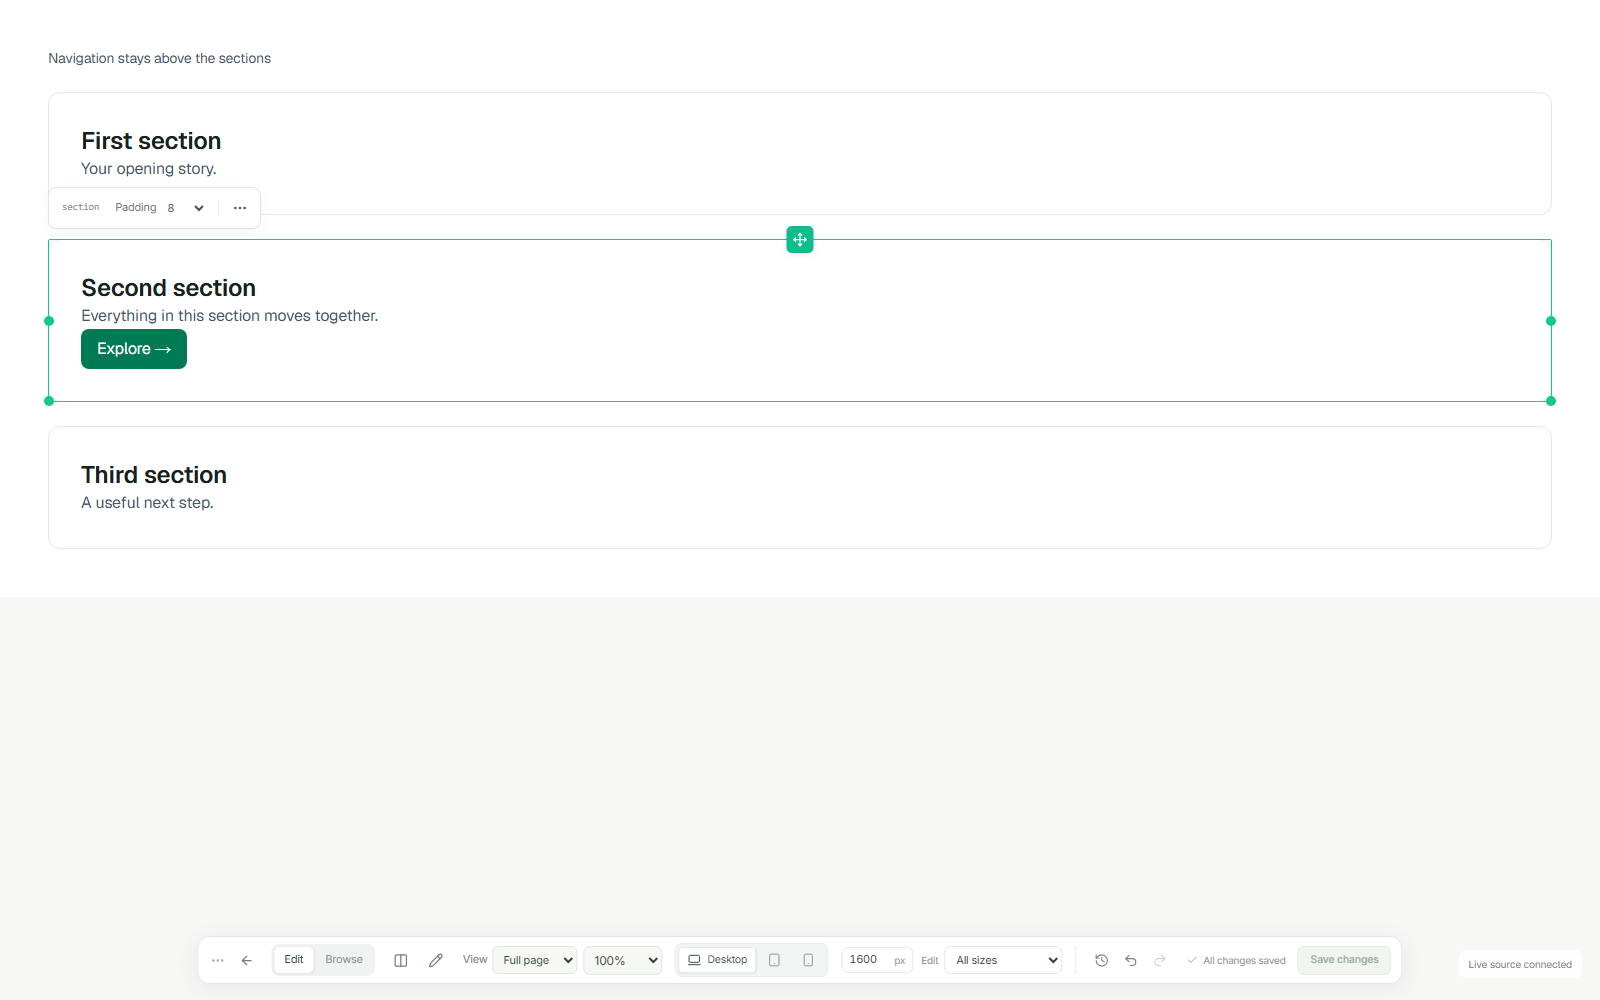 Navigation stays above the sections
First section
Your opening story.
section Padding 8
Second section
Everything in this section moves together.
Explore →
Third section
A useful next step.
Edit Browse View Full page 100% Desktop 1600 px Edit All sizes All changes saved Save changes
Live source connected